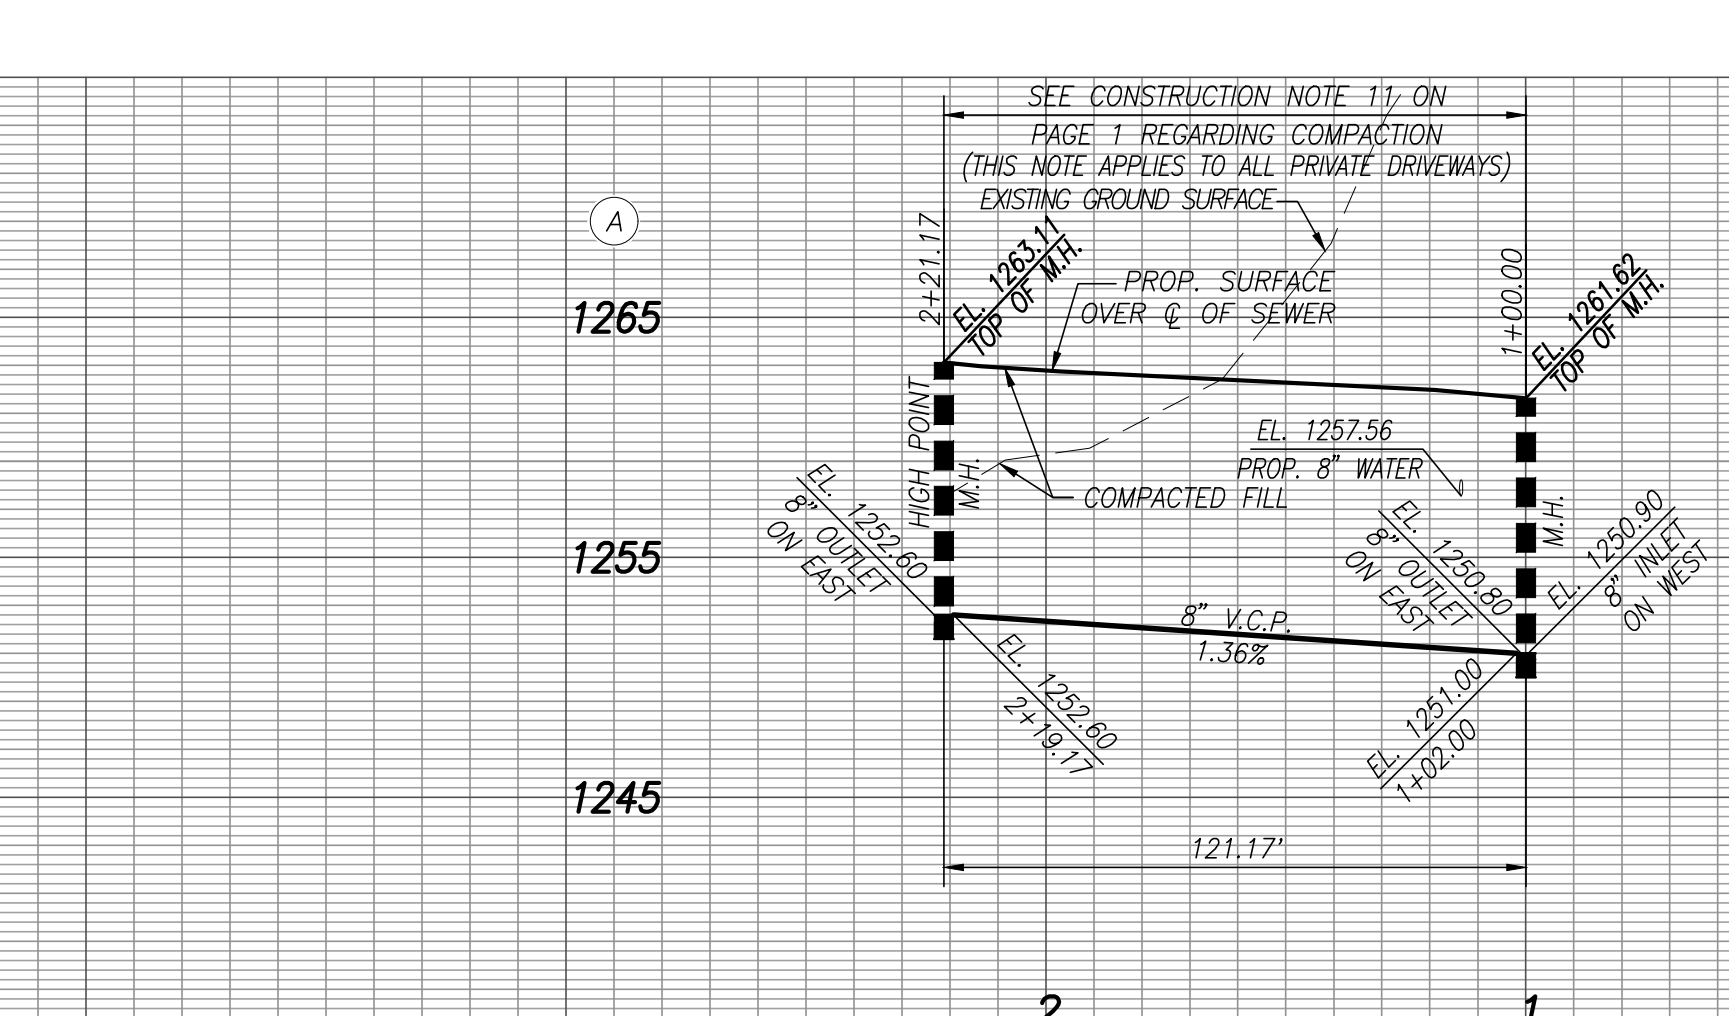 SEE CONSTRUCTION NOTE 11 ON
PAGE 1 REGARDING COMPACTION
(THIS NOTE APPLIES TO ALL PRIVATE DRIVEWAYS)
EXISTING GROUND SURFACE
A
2+21.17
EL. 1263.17
TOP OF M.H.
PROP. SURFACE
OVER ℄ OF SEWER
1+00.00
EL. 1261.62
TOP OF M.H.
1265
HIGH POINT
M.H.
EL. 1257.56
PROP. 8" WATER
COMPACTED FILL
M.H.
EL. 1252.60
8" OUTLET
ON EAST
1255
EL. 1250.80
8" OUTLET
ON EAST
EL. 1250.90
8" INLET
ON WEST
8" V.C.P.
1.36%
EL. 1252.60
2+19.17
EL. 1251.00
1+02.00
1245
121.17'
2
1